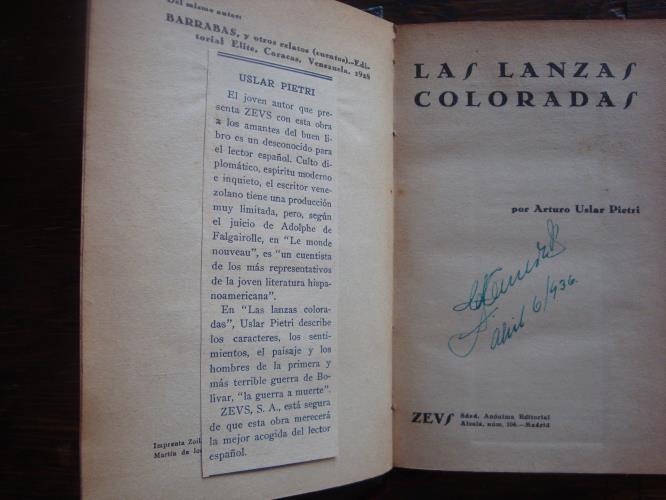 Del mismo autor:
BARRABAS, y otros relatos (cuentos).—Edi-
torial Elite, Caracas, Venezuela, 1928
USLAR PIETRI
El joven autor que pre-
senta ZEVS con esta obra
a los amantes del buen li-
bro es un desconocido para
el lector español. Culto di-
plomático, espíritu moderno
e inquieto, el escritor vene-
zolano tiene una producción
muy limitada, pero, según
el juicio de Adolphe de
Falgairolle, en "Le monde
nouveau", es "un cuentista
de los más representativos
de la joven literatura hispa-
noamericana".
En "Las lanzas colora-
das", Uslar Pietri describe
los caracteres, los senti-
mientos, el paisaje y los
hombres de la primera y
más terrible guerra de Bo-
lívar, "la guerra a muerte".
ZEVS, S. A., está segura
de que esta obra merecerá
la mejor acogida del lector
español.
Imprenta Zoil
Martín de los
LAS LANZAS
COLORADAS
por Arturo Uslar Pietri
Abril 6/936.
ZEVS Sdad. Anónima Editorial
Alcalá, núm. 106.—Madrid